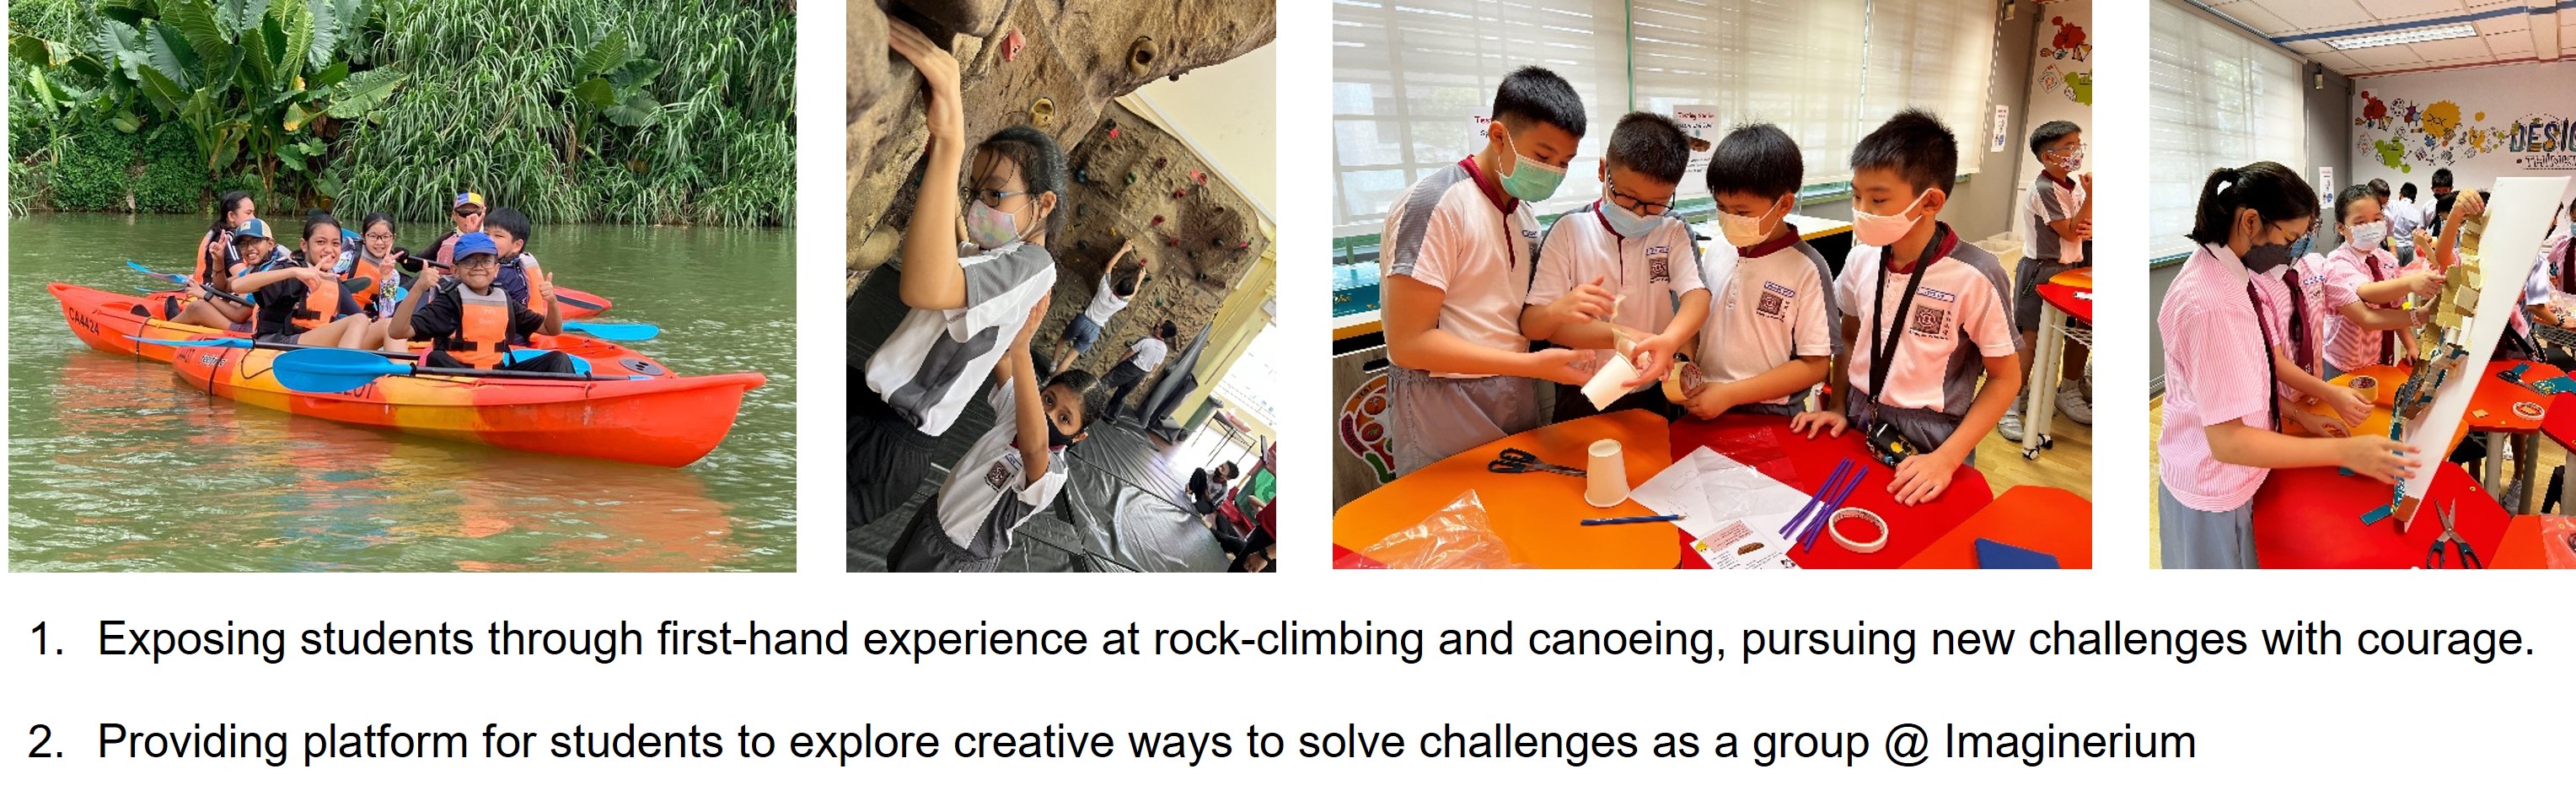 CA4424
DESIG
THINKI
1. Exposing students through first-hand experience at rock-climbing and canoeing, pursuing new challenges with courage.
2. Providing platform for students to explore creative ways to solve challenges as a group @ Imaginerium